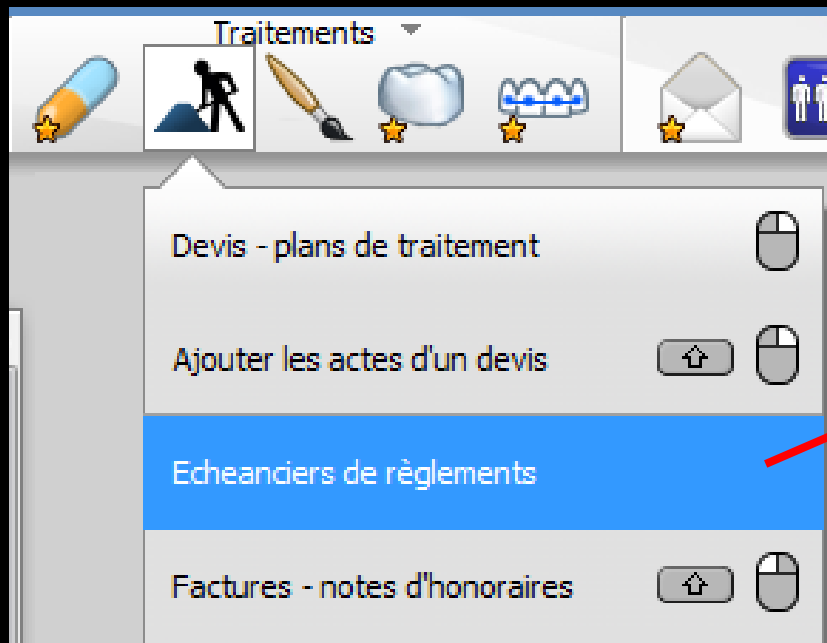 Traitements
Devis - plans de traitement
Ajouter les actes d'un devis
Echeanciers de règlements
Factures - notes d'honoraires